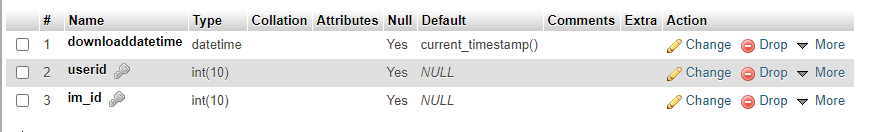 # Name Type Collation Attributes Null Default Comments Extra Action
1 downloaddatetime datetime Yes current_timestamp() Change Drop More
2 userid int(10) Yes NULL Change Drop More
3 im_id int(10) Yes NULL Change Drop More